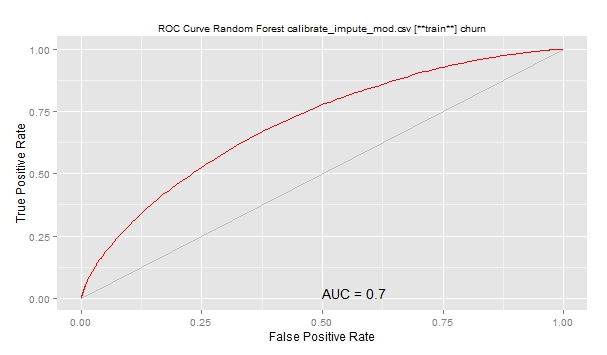 ROC Curve Random Forest calibrate_impute_mod.csv [**train**] churn
1.00
0.75
0.50
0.25
0.00
True Positive Rate
AUC = 0.7
0.00 0.25 0.50 0.75 1.00
False Positive Rate